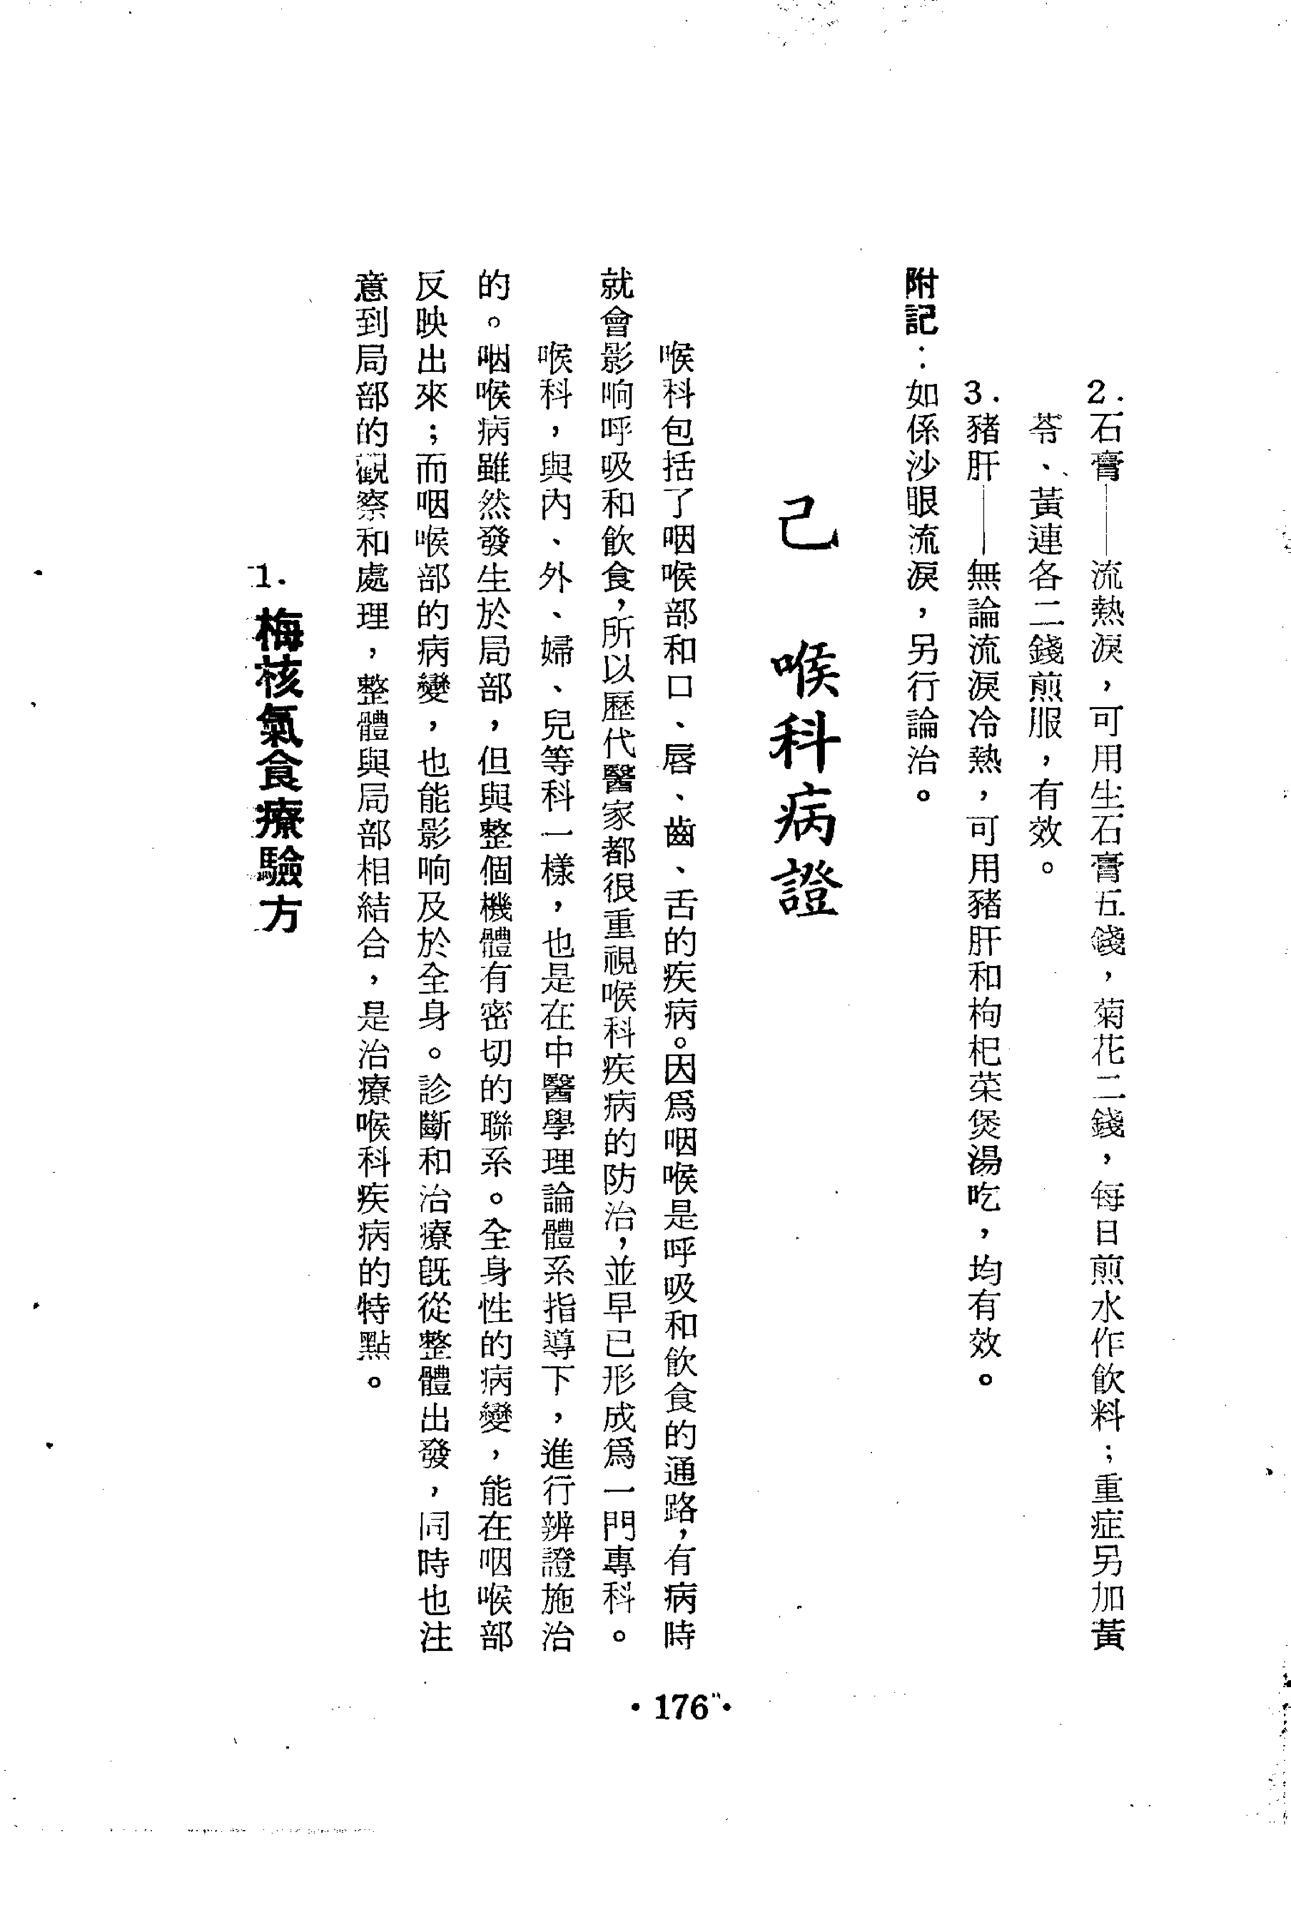 2.石膏——流熱淚，可用生石膏五錢，菊花二錢，每日煎水作飲料；重症另加黃
芩、黃連各二錢煎服，有效。
3.豬肝——無論流淚冷熱，可用豬肝和枸杞菜煲湯吃，均有效。
附記：如係沙眼流淚，另行論治。
己　喉科病證
喉科包括了咽喉部和口、唇、齒、舌的疾病。因爲咽喉是呼吸和飲食的通路，有病時
就會影响呼吸和飲食，所以歷代醫家都很重視喉科疾病的防治，並早已形成爲一門專科。
喉科，與內、外、婦、兒等科一樣，也是在中醫學理論體系指導下，進行辨證施治
的。咽喉病雖然發生於局部，但與整個機體有密切的聯系。全身性的病變，能在咽喉部
反映出來；而咽喉部的病變，也能影响及於全身。診斷和治療旣從整體出發，同時也注
意到局部的觀察和處理，整體與局部相結合，是治療喉科疾病的特點。
1.梅核氣食療驗方
·176·